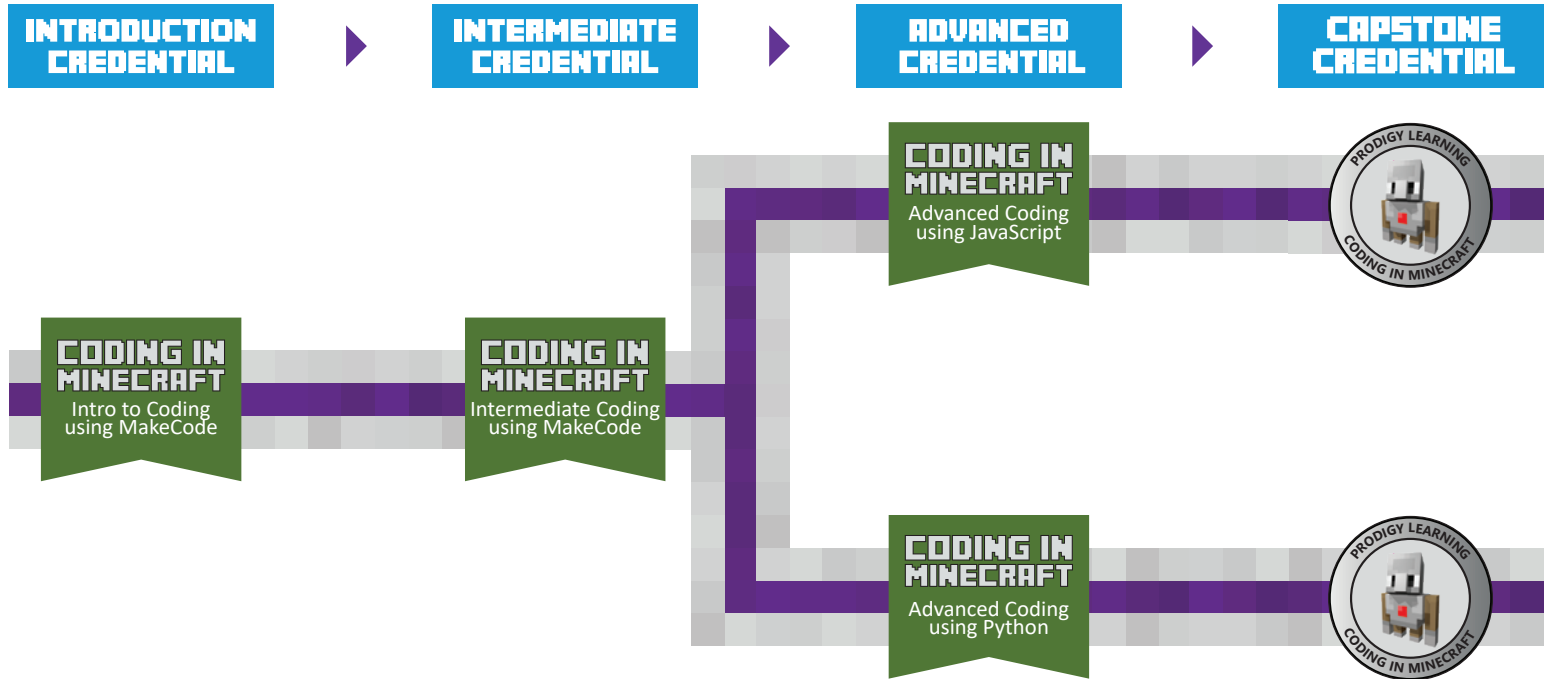 INTRODUCTION
CREDENTIAL
INTERMEDIATE
CREDENTIAL
ADVANCED
CREDENTIAL
CAPSTONE
CREDENTIAL
CODING IN
MINECRAFT
Advanced Coding
using JavaScript
PRODIGY LEARNING
CODING IN MINECRAFT
CODING IN
MINECRAFT
Intro to Coding
using MakeCode
CODING IN
MINECRAFT
Intermediate Coding
using MakeCode
CODING IN
MINECRAFT
Advanced Coding
using Python
PRODIGY LEARNING
CODING IN MINECRAFT